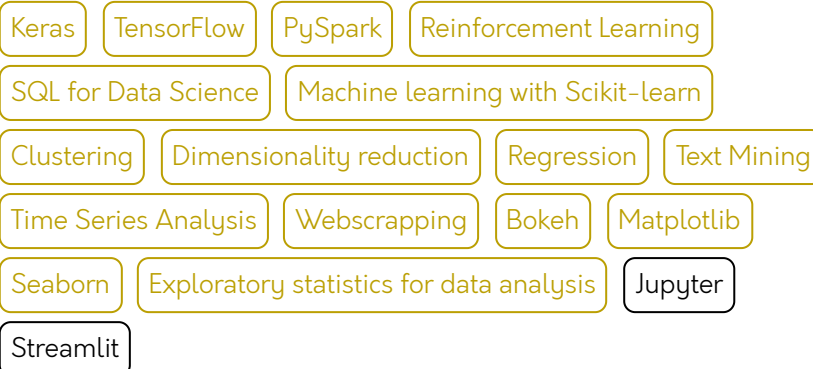 Keras TensorFlow PySpark Reinforcement Learning
SQL for Data Science Machine learning with Scikit-learn
Clustering Dimensionality reduction Regression Text Mining
Time Series Analysis Webscrapping Bokeh Matplotlib
Seaborn Exploratory statistics for data analysis Jupyter
Streamlit